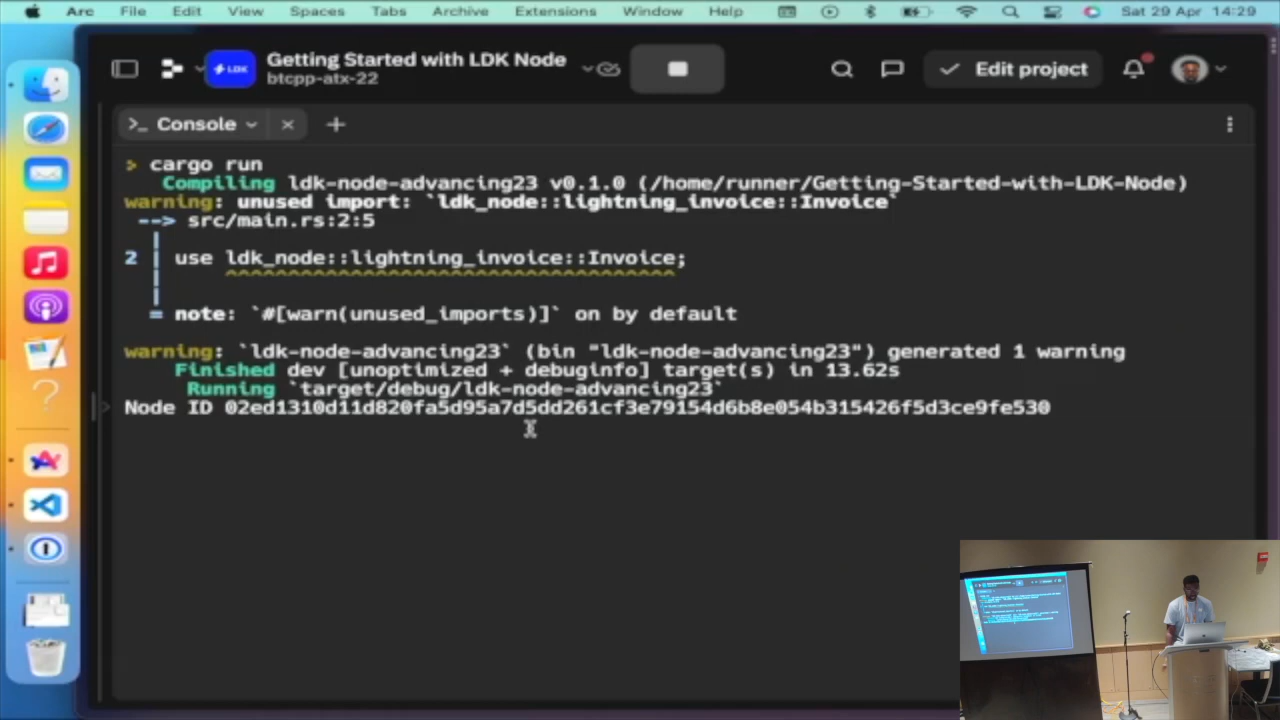 Arc File Edit View Spaces Tabs Archive Extensions Window Help Sat 29 Apr 14:29
LDK
Getting Started with LDK Node
btcpp-atx-22
Edit project
>_ Console
> cargo run
Compiling ldk-node-advancing23 v0.1.0 (/home/runner/Getting-Started-with-LDK-Node)
warning: unused import: `ldk_node::lightning_invoice::Invoice`
--> src/main.rs:2:5
|
2 | use ldk_node::lightning_invoice::Invoice;
| ^^^^^^^^^^^^^^^^^^^^^^^^^^^^^^^^^^^^
|
= note: `#[warn(unused_imports)]` on by default
warning: `ldk-node-advancing23` (bin "ldk-node-advancing23") generated 1 warning
Finished dev [unoptimized + debuginfo] target(s) in 13.62s
Running `target/debug/ldk-node-advancing23`
Node ID 02ed1310d11d820fa5d95a7d5dd261cf3e79154d6b8e054b315426f5d3ce9fe530